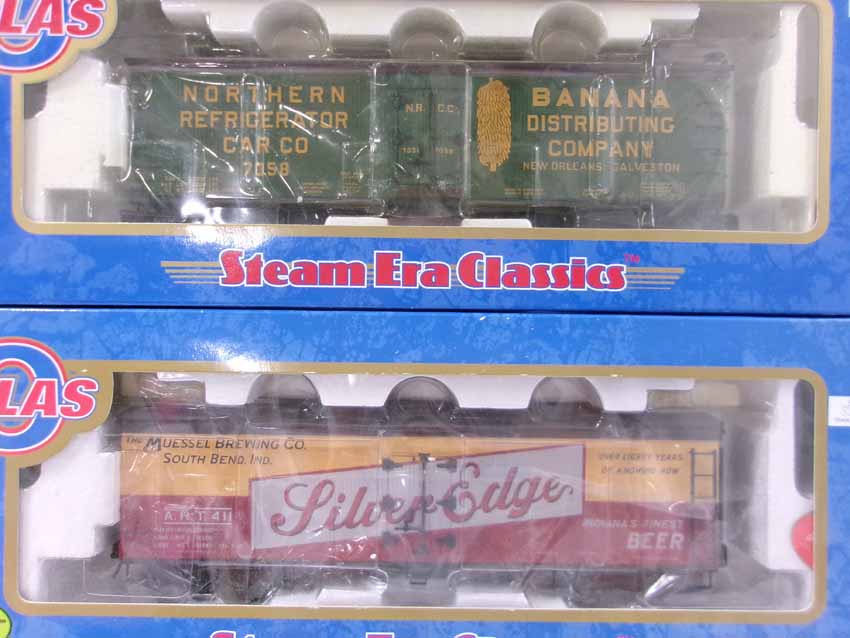 LAS
NORTHERN
REFRIGERATOR
CAR CO
7058
N.R. C.C.
BANANA
DISTRIBUTING
COMPANY
NEW ORLEANS - GALVESTON
Steam Era Classics™
LAS
THE MUESSEL BREWING CO.
SOUTH BEND, IND.
A.R.T. 411
Silver Edge
OVER EIGHTY YEARS
OF KNOWING HOW
INDIANA'S FINEST
BEER